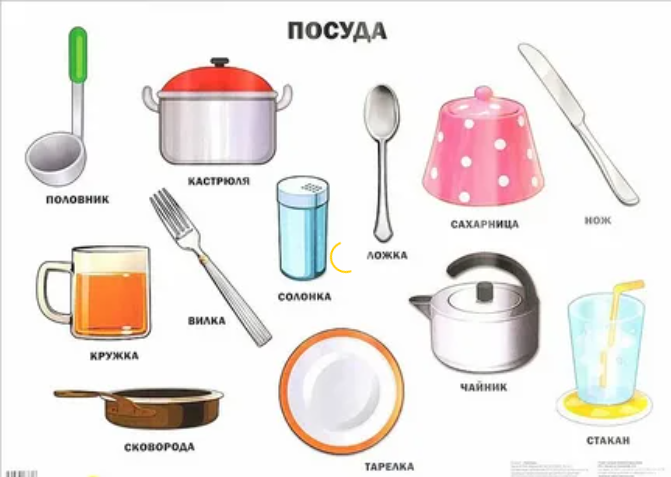 ПОСУДА
ПОЛОВНИК
КАСТРЮЛЯ
ЛОЖКА
САХАРНИЦА
НОЖ
КРУЖКА
ВИЛКА
СОЛОНКА
ЧАЙНИК
СТАКАН
СКОВОРОДА
ТАРЕЛКА